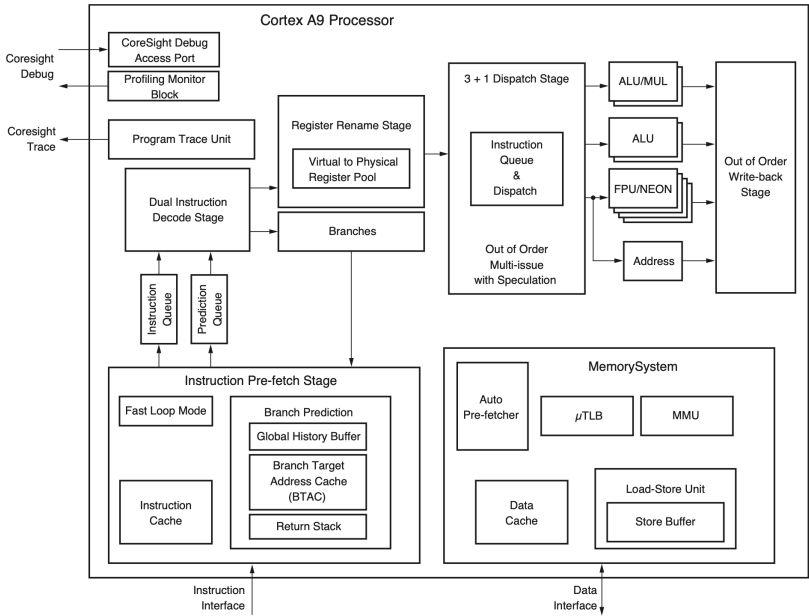 Cortex A9 Processor
Coresight
Debug
CoreSight Debug
Access Port
Profiling Monitor
Block
Coresight
Trace
Program Trace Unit
Dual Instruction
Decode Stage
Register Rename Stage
Virtual to Physical
Register Pool
Branches
3 + 1 Dispatch Stage
Instruction
Queue
&
Dispatch
Out of Order
Multi-issue
with Speculation
ALU/MUL
ALU
FPU/NEON
Address
Out of Order
Write-back
Stage
Instruction
Queue
Prediction
Queue
Instruction Pre-fetch Stage
Fast Loop Mode
Instruction
Cache
Branch Prediction
Global History Buffer
Branch Target
Address Cache
(BTAC)
Return Stack
MemorySystem
Auto
Pre-fetcher
μTLB
MMU
Data
Cache
Load-Store Unit
Store Buffer
Instruction
Interface
Data
Interface